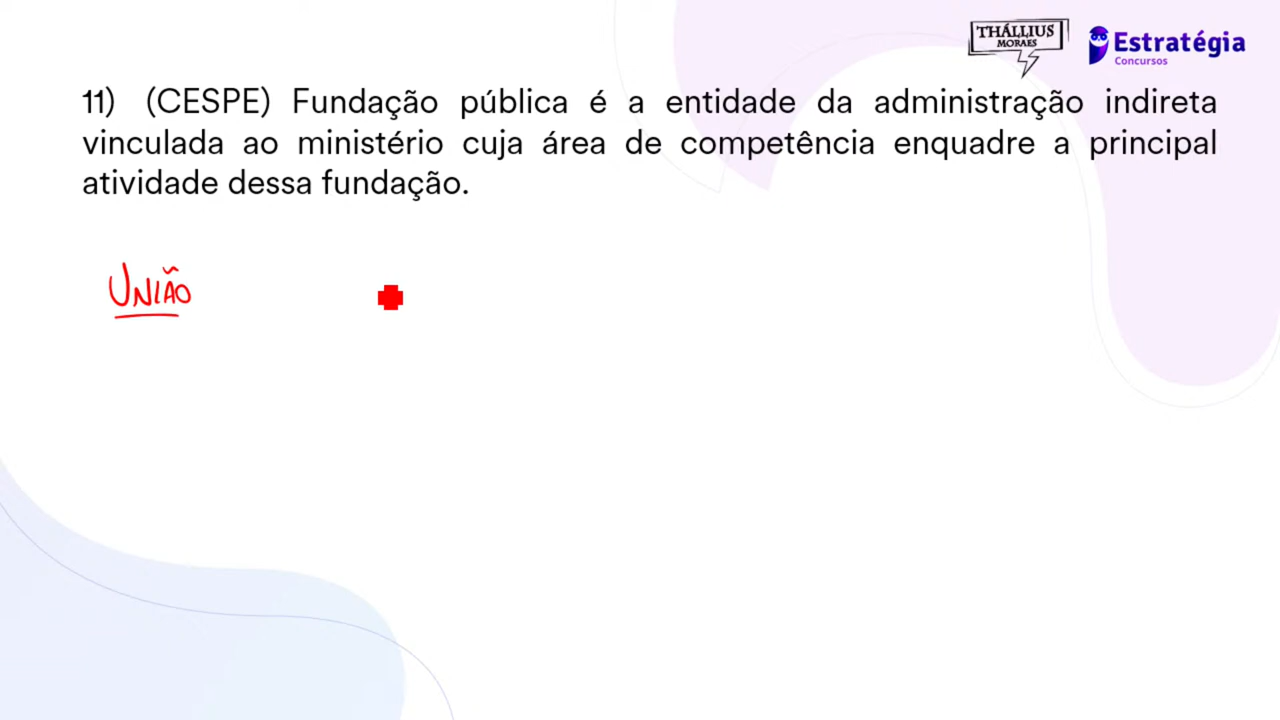 THÁLLIUS
MORAES
Estratégia
Concursos
11) (CESPE) Fundação pública é a entidade da administração indireta
vinculada ao ministério cuja área de competência enquadre a principal
atividade dessa fundação.
UNIÃO